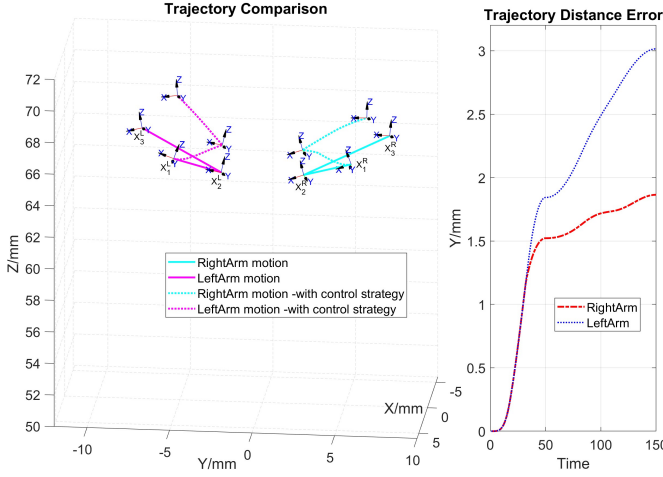 Trajectory Comparison
Trajectory Distance Error
72
70
68
66
64
62
60
58
56
54
52
50
Z/mm
Z
X
Y
Z
X
Y
X₃ᴸ
Z
X
Y
X₁ᴸ
Z
X
Y
Z
X
Y
X₂ᴸ
Z
X
Y
Z
X
Y
X₃ᴿ
Z
X
Y
Z
X
Y
X₁ᴿ
Z
X
Y
X₂ᴿ
RightArm motion
LeftArm motion
RightArm motion -with control strategy
LeftArm motion -with control strategy
-10
-5
0
5
10
Y/mm
-5
0
5
X/mm
3
2.5
2
1.5
1
0.5
0
Y/mm
RightArm
LeftArm
0
50
100
150
Time